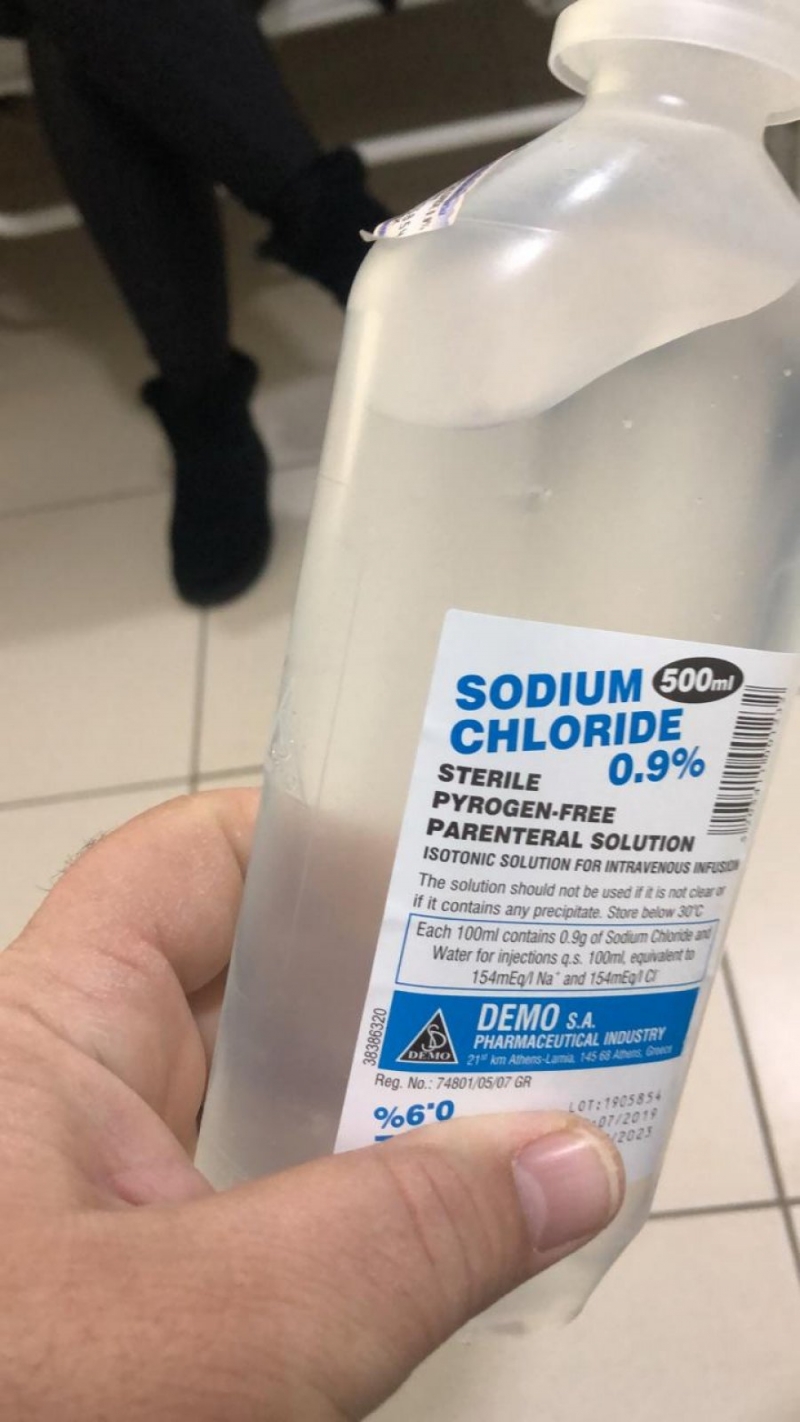 SODIUM 500ml
CHLORIDE
0.9%
STERILE
PYROGEN-FREE
PARENTERAL SOLUTION
ISOTONIC SOLUTION FOR INTRAVENOUS INFUSION
The solution should not be used if it is not clear or
if it contains any precipitate. Store below 30°C
Each 100ml contains 0.9g of Sodium Chloride and
Water for injections q.s. 100ml, equivalent to
154mEq/l Na⁺ and 154mEq/l Cl⁻
DEMO S.A.
PHARMACEUTICAL INDUSTRY
21st km Athens-Lamia, 145 68 Athens, Greece
DEMO
38386320
Reg. No.: 74801/05/07 GR
0.9%
LOT:1905854
07/2019
/2023